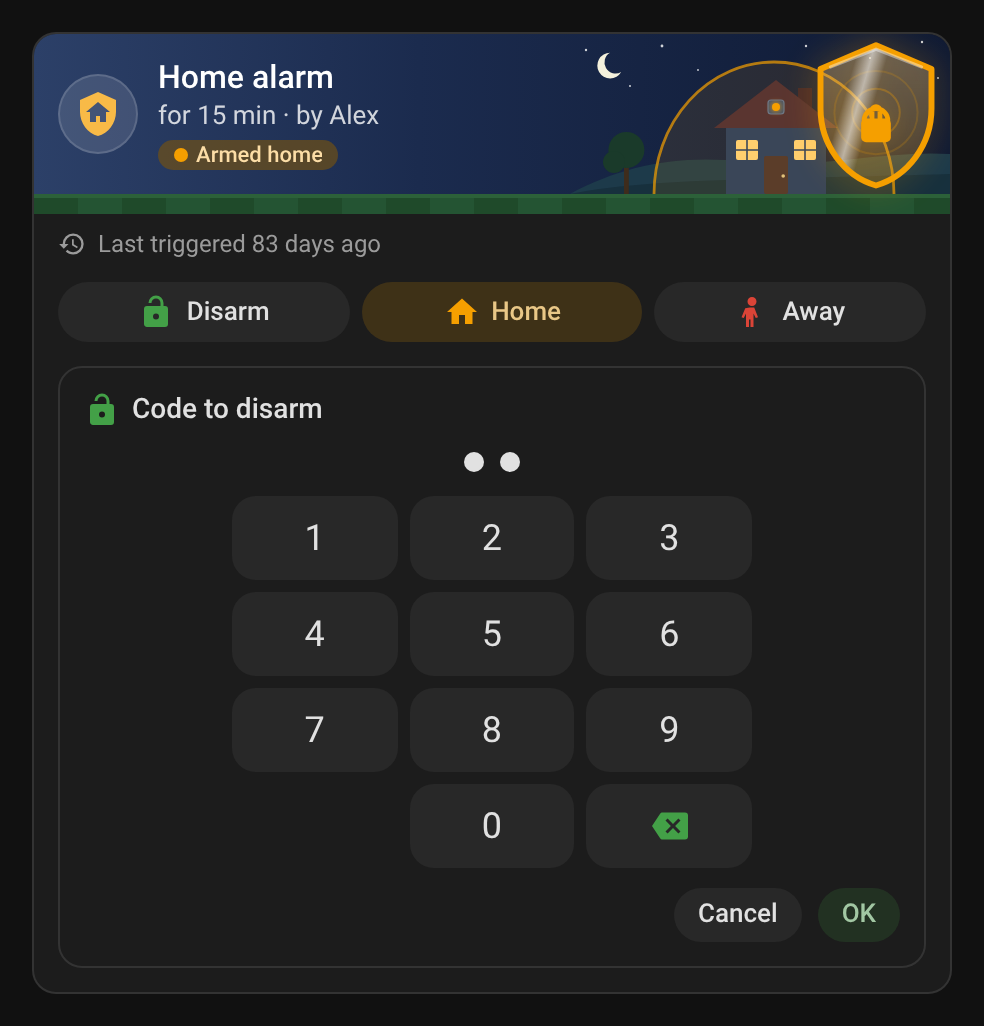 Home alarm
for 15 min · by Alex
Armed home
Last triggered 83 days ago
Disarm
Home
Away
Code to disarm
1 2 3
4 5 6
7 8 9
0
Cancel
OK